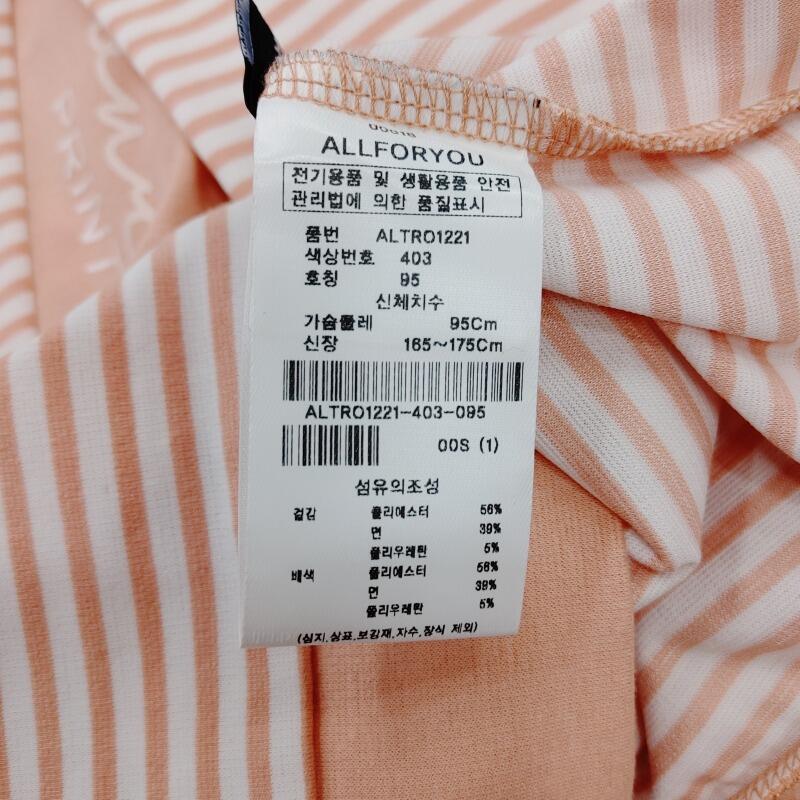 00S16
ALLFORYOU
전기용품 및 생활용품 안전
관리법에 의한 품질표시
품번 ALTRO1221
색상번호 403
호칭 95
신체치수
가슴둘레 95Cm
신장 165~175Cm
ALTRO1221-403-095
00S (1)
섬유의조성
겉감 폴리에스터 56%
면 39%
폴리우레탄 5%
배색 폴리에스터 56%
면 39%
폴리우레탄 5%
(심지,상표,보강재,자수,장식 제외)